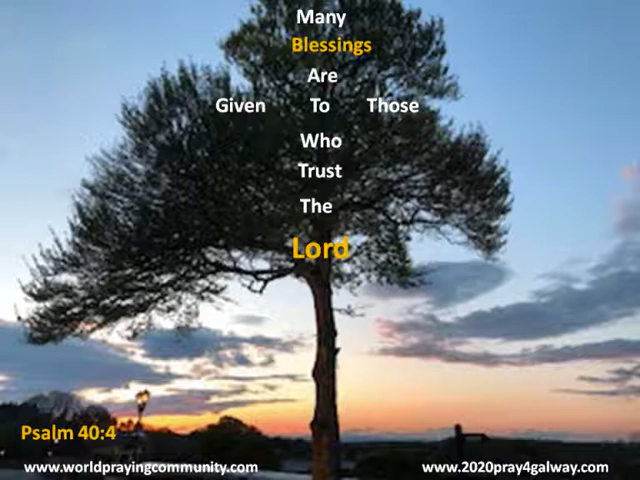 Many
Blessings
Are
Given To Those
Who
Trust
The
Lord
Psalm 40:4
www.worldprayingcommunity.com
www.2020pray4galway.com